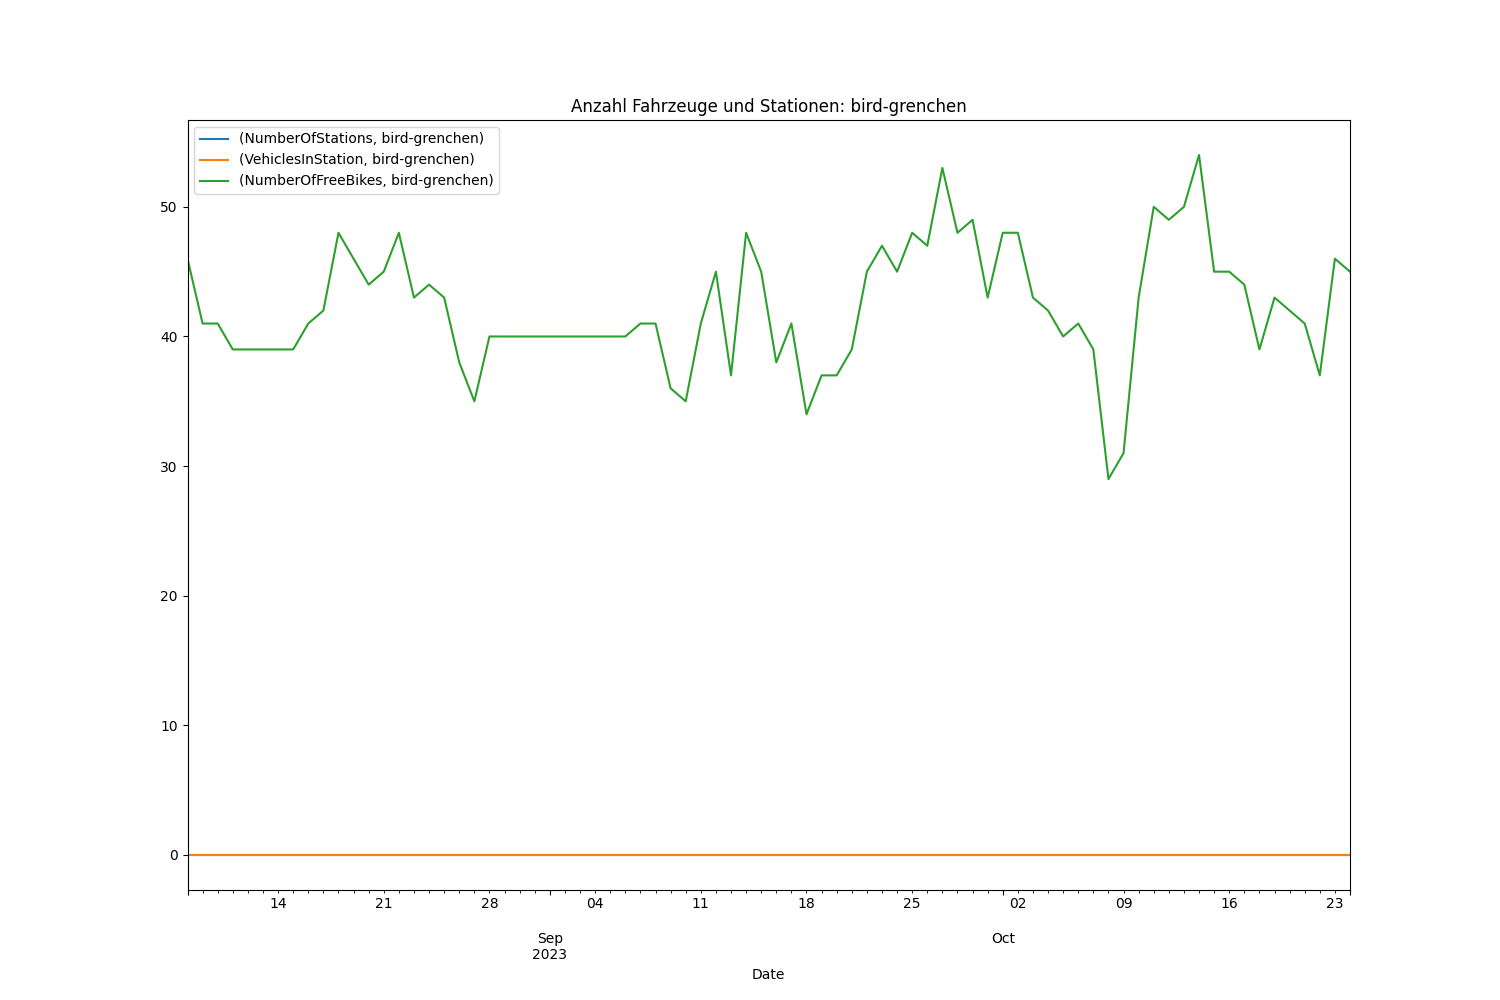 Anzahl Fahrzeuge und Stationen: bird-grenchen
(NumberOfStations, bird-grenchen)
(VehiclesInStation, bird-grenchen)
(NumberOfFreeBikes, bird-grenchen)
50
40
30
20
10
0
14 21 28 04 11 18 25 02 09 16 23
Sep Oct
2023
Date